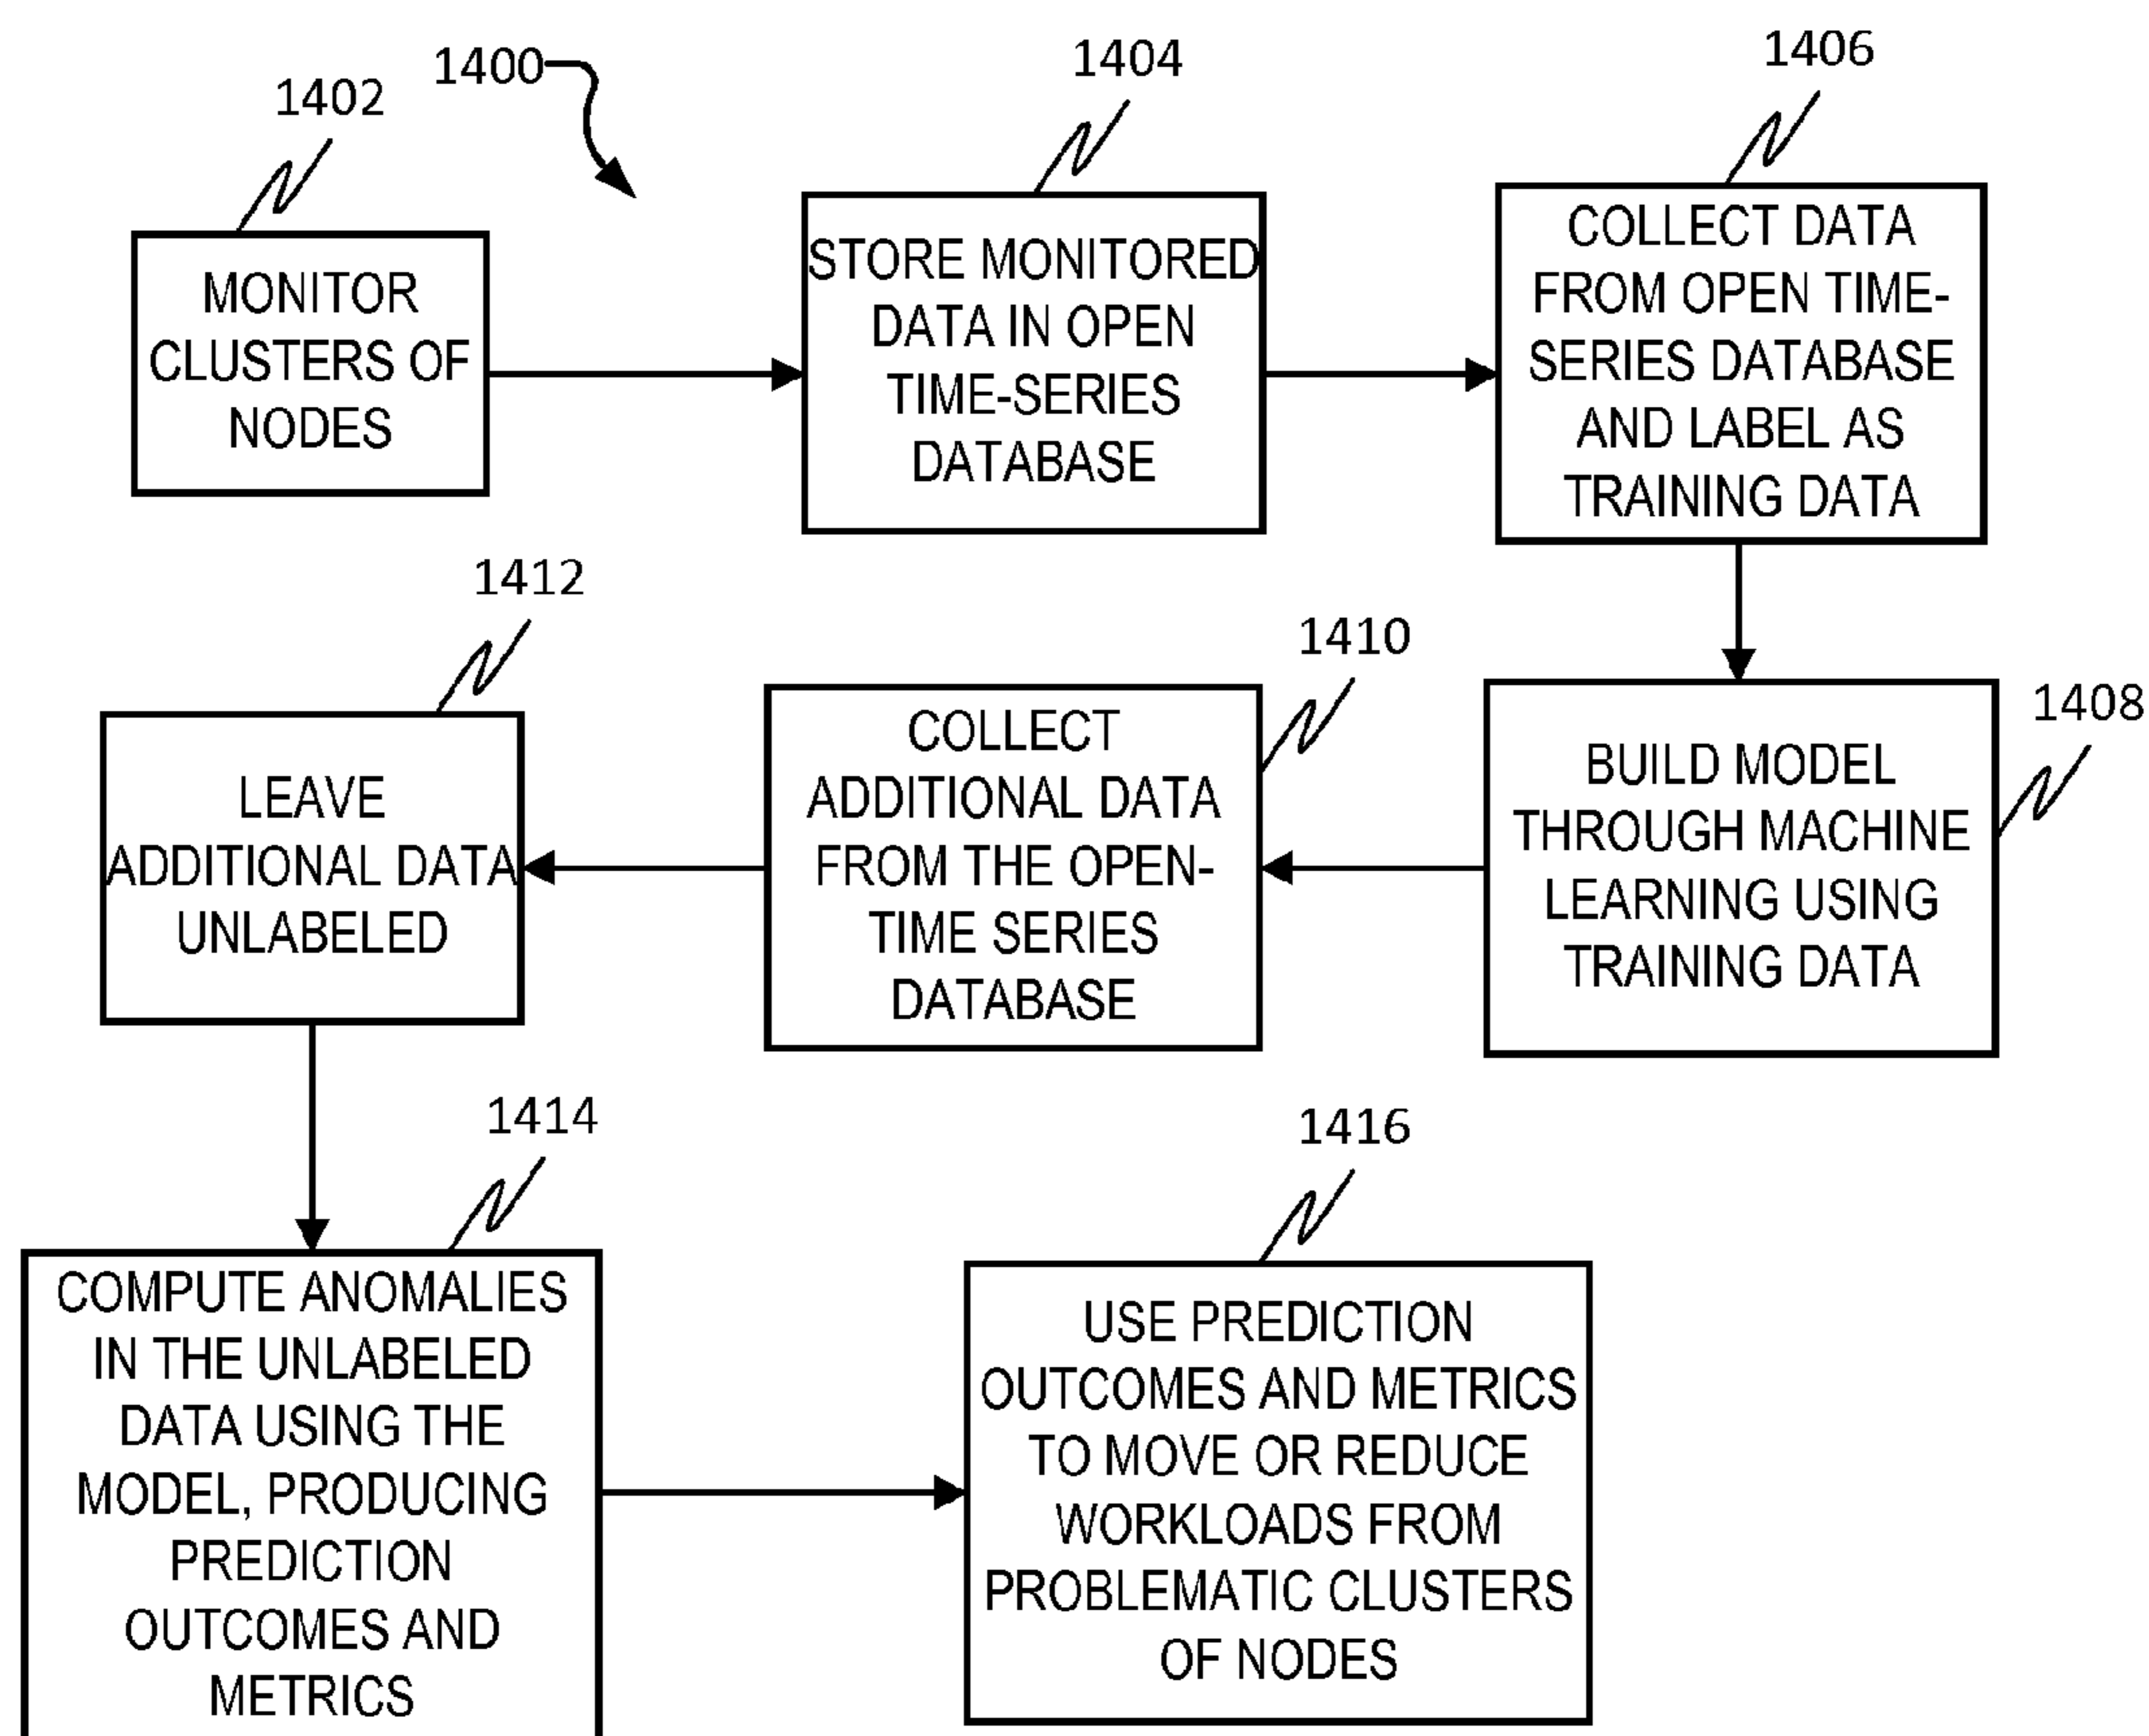 1400
1402
MONITOR
CLUSTERS OF
NODES
1404
STORE MONITORED
DATA IN OPEN
TIME-SERIES
DATABASE
1406
COLLECT DATA
FROM OPEN TIME-
SERIES DATABASE
AND LABEL AS
TRAINING DATA
1408
BUILD MODEL
THROUGH MACHINE
LEARNING USING
TRAINING DATA
1410
COLLECT
ADDITIONAL DATA
FROM THE OPEN-
TIME SERIES
DATABASE
1412
LEAVE
ADDITIONAL DATA
UNLABELED
1414
COMPUTE ANOMALIES
IN THE UNLABELED
DATA USING THE
MODEL, PRODUCING
PREDICTION
OUTCOMES AND
METRICS
1416
USE PREDICTION
OUTCOMES AND METRICS
TO MOVE OR REDUCE
WORKLOADS FROM
PROBLEMATIC CLUSTERS
OF NODES